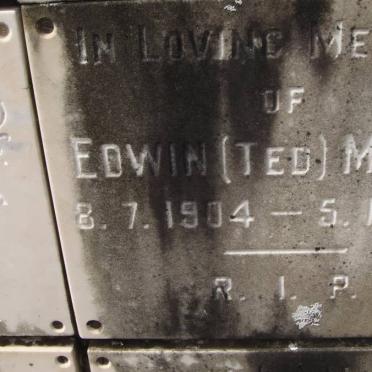 IN LOVING
OF
EDWIN (TED)
8. 7. 1904 — 5.
R. I. P.